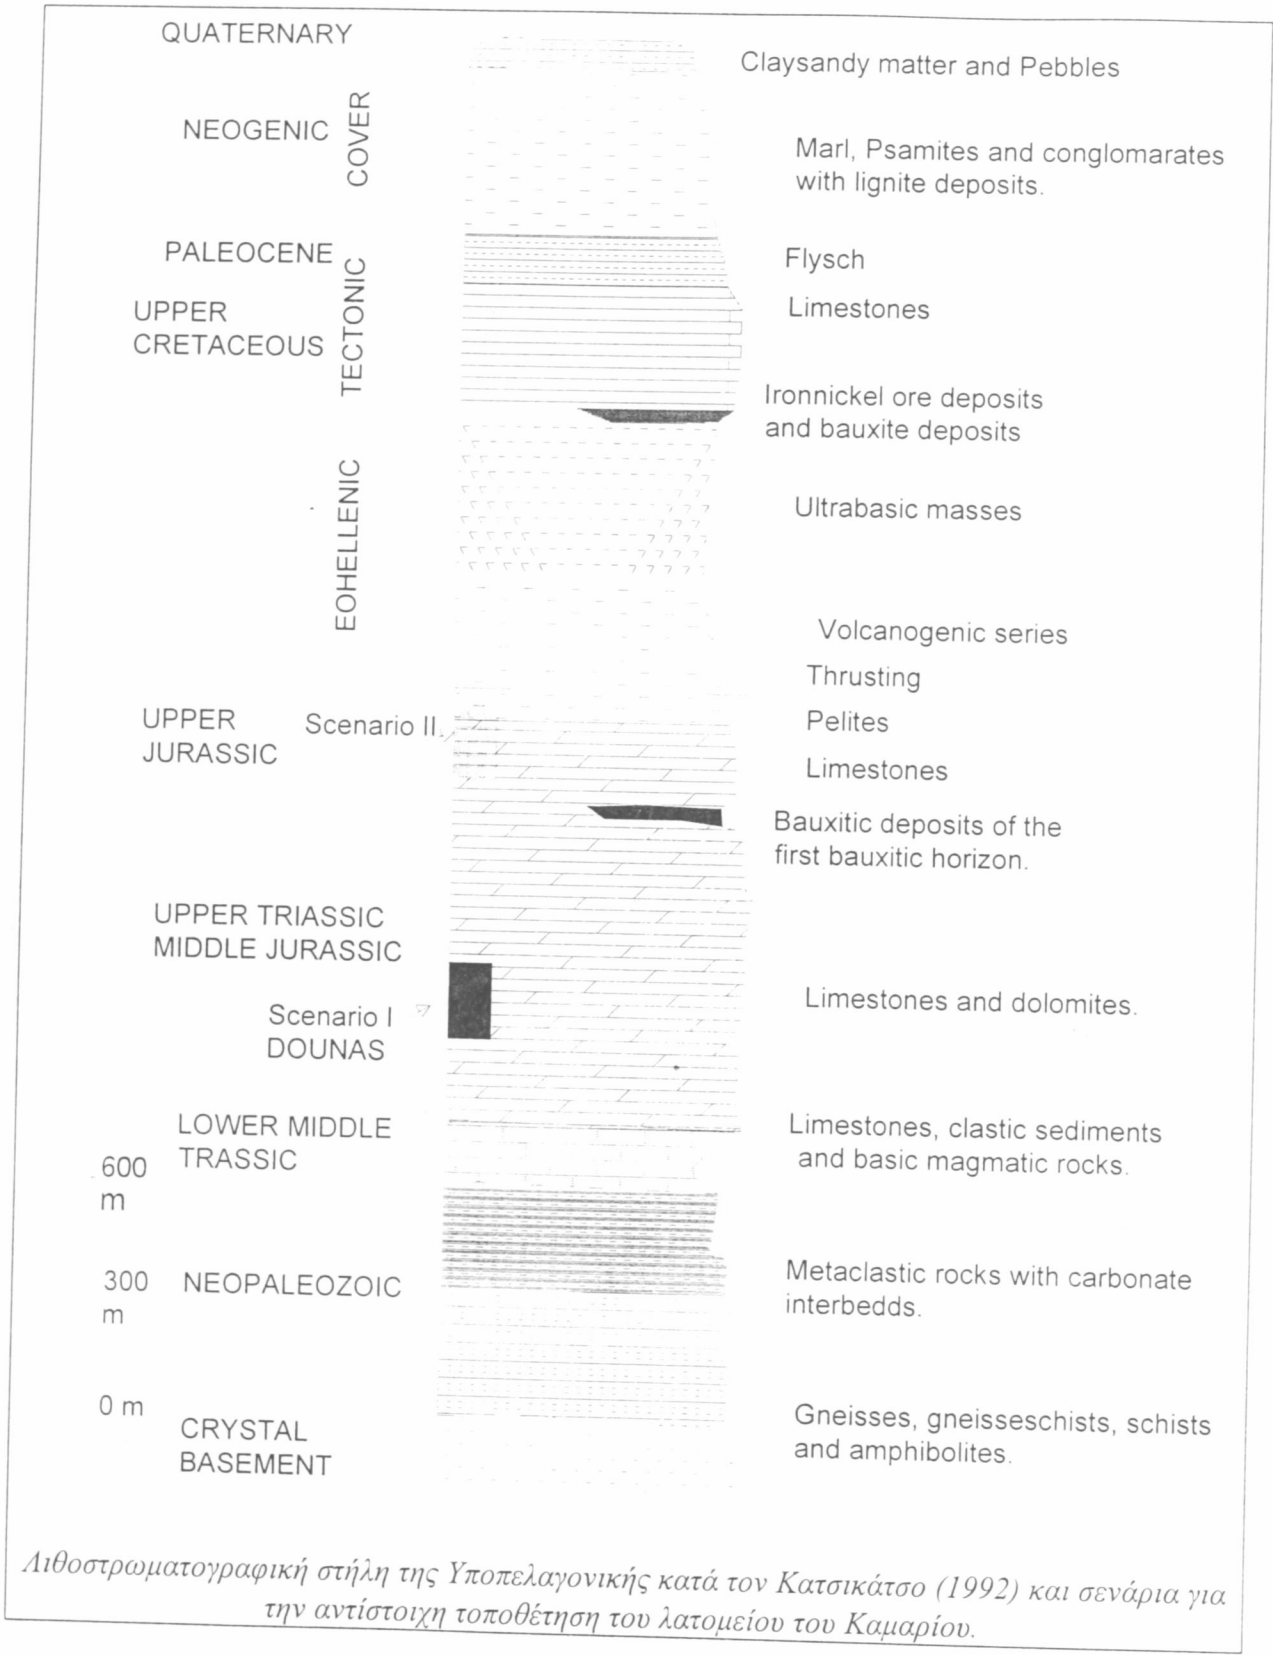 QUATERNARY
Claysandy matter and Pebbles
NEOGENIC
COVER
Marl, Psamites and conglomarates
with lignite deposits.
PALEOCENE
Flysch
UPPER
CRETACEOUS
TECTONIC
Limestones
Ironnickel ore deposits
and bauxite deposits
EOHELLENIC
Ultrabasic masses
Volcanogenic series
Thrusting
UPPER
JURASSIC
Scenario II
Pelites
Limestones
Bauxitic deposits of the
first bauxitic horizon.
UPPER TRIASSIC
MIDDLE JURASSIC
Limestones and dolomites.
Scenario I
DOUNAS
LOWER MIDDLE
TRASSIC
Limestones, clastic sediments
and basic magmatic rocks.
600
m
300
m
NEOPALEOZOIC
Metaclastic rocks with carbonate
interbedds.
0 m
CRYSTAL
BASEMENT
Gneisses, gneisseschists, schists
and amphibolites.
Λιθοστρωματογραφική στήλη της Υποπελαγονικής κατά τον Κατσικάτσο (1992) και σενάρια για
την αντίστοιχη τοποθέτηση του λατομείου του Καμαρίου.